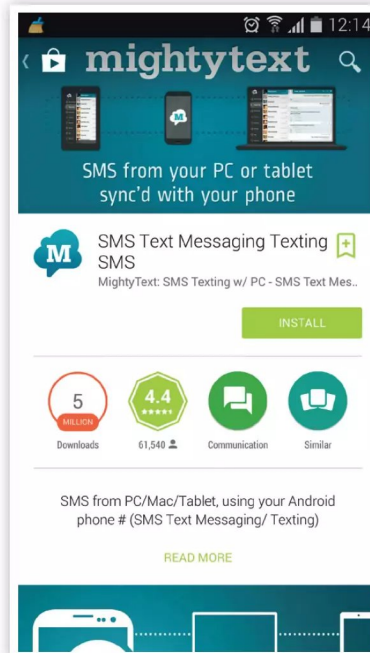 12:14
mightytext
SMS from your PC or tablet
sync'd with your phone
M
M
SMS Text Messaging Texting
SMS
MightyText: SMS Texting w/ PC - SMS Text Mes..
INSTALL
5
MILLION
4.4
Downloads
61,540
Communication
Similar
SMS from PC/Mac/Tablet, using your Android
phone # (SMS Text Messaging/ Texting)
READ MORE